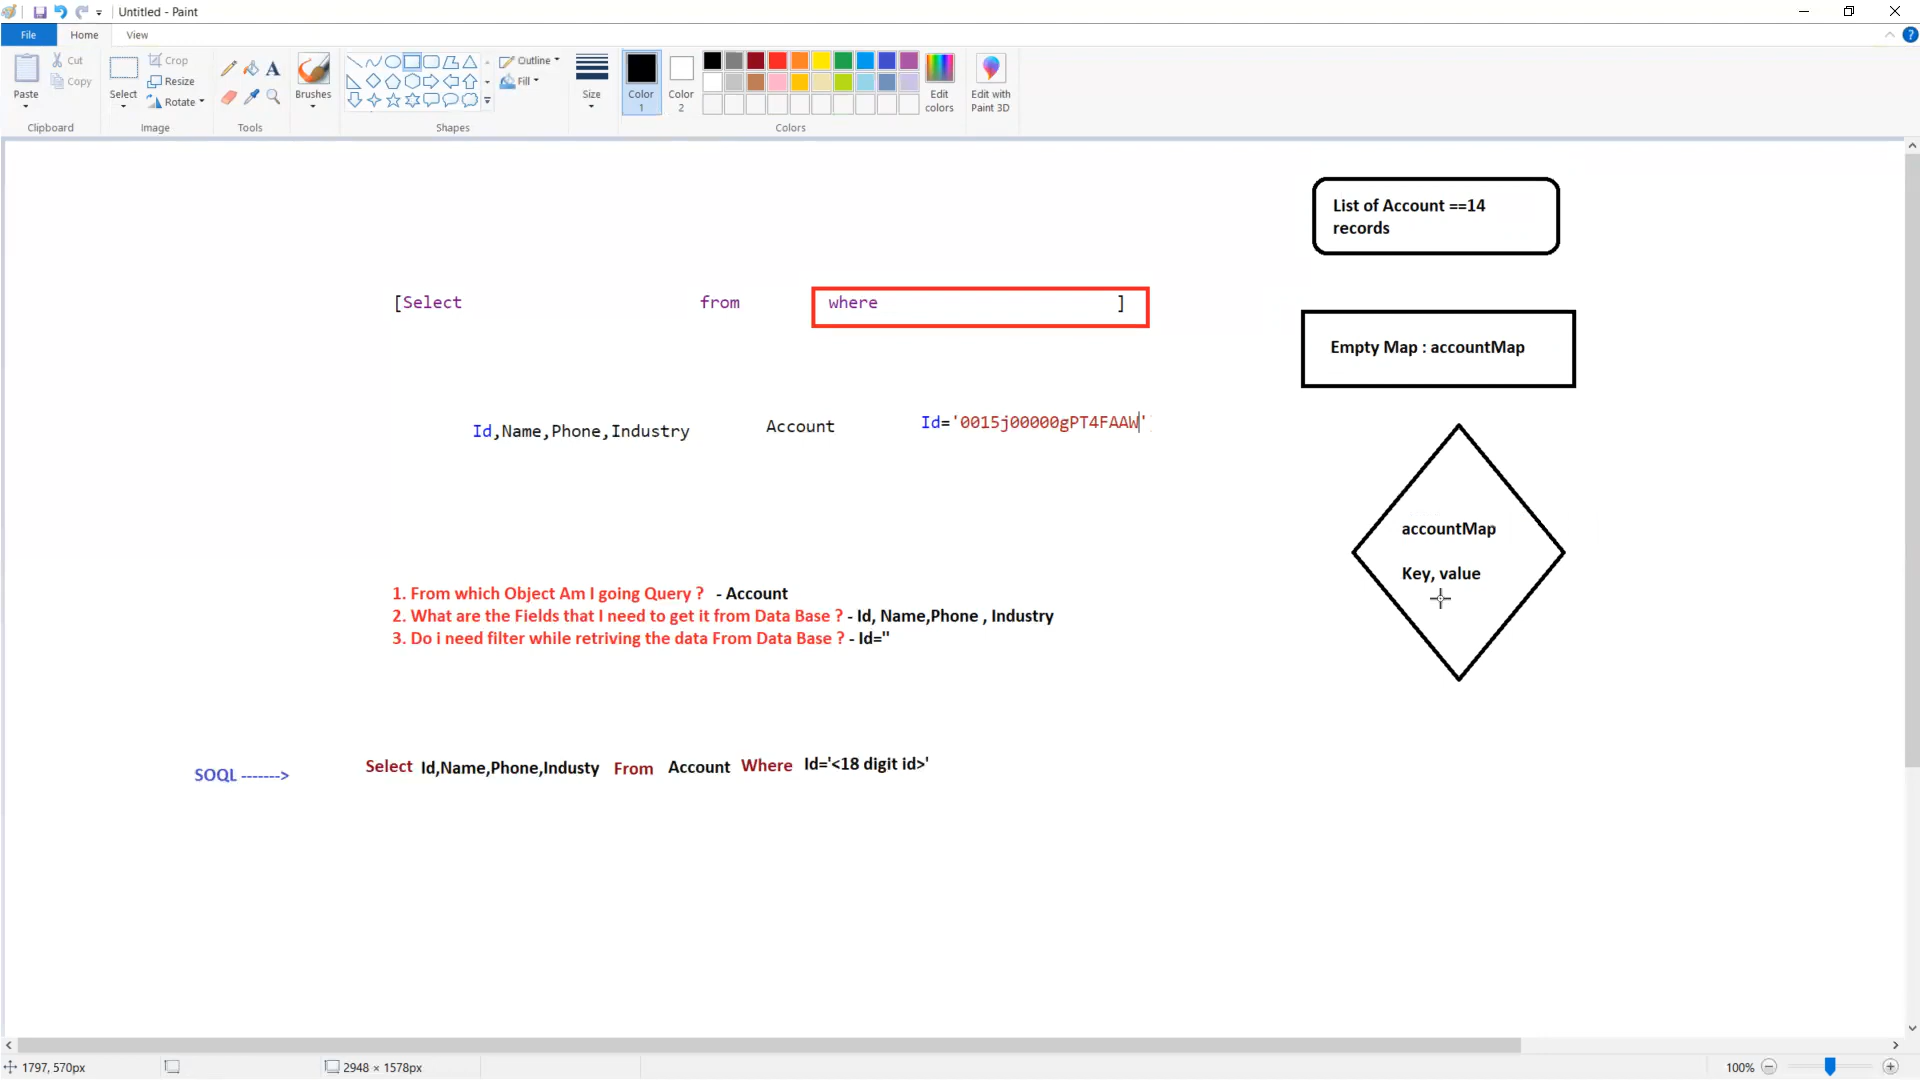 Untitled - Paint
File Home View
Paste
Cut
Copy
Clipboard
Select
Crop
Resize
Rotate
Image
Tools
Brushes
Shapes
Outline
Fill
Size
Color 1
Color 2
Colors
Edit colors
Edit with Paint 3D
List of Account ==14
records
[Select from where ]
Empty Map : accountMap
Id,Name,Phone,Industry Account Id='0015j00000gPT4FAAW'
accountMap
Key, value
1. From which Object Am I going Query ? - Account
2. What are the Fields that I need to get it from Data Base ? - Id, Name,Phone , Industry
3. Do i need filter while retriving the data From Data Base ? - Id=''
SOQL -------> Select Id,Name,Phone,Industy From Account Where Id='<18 digit id>'
1797, 570px
2948 × 1578px
100%